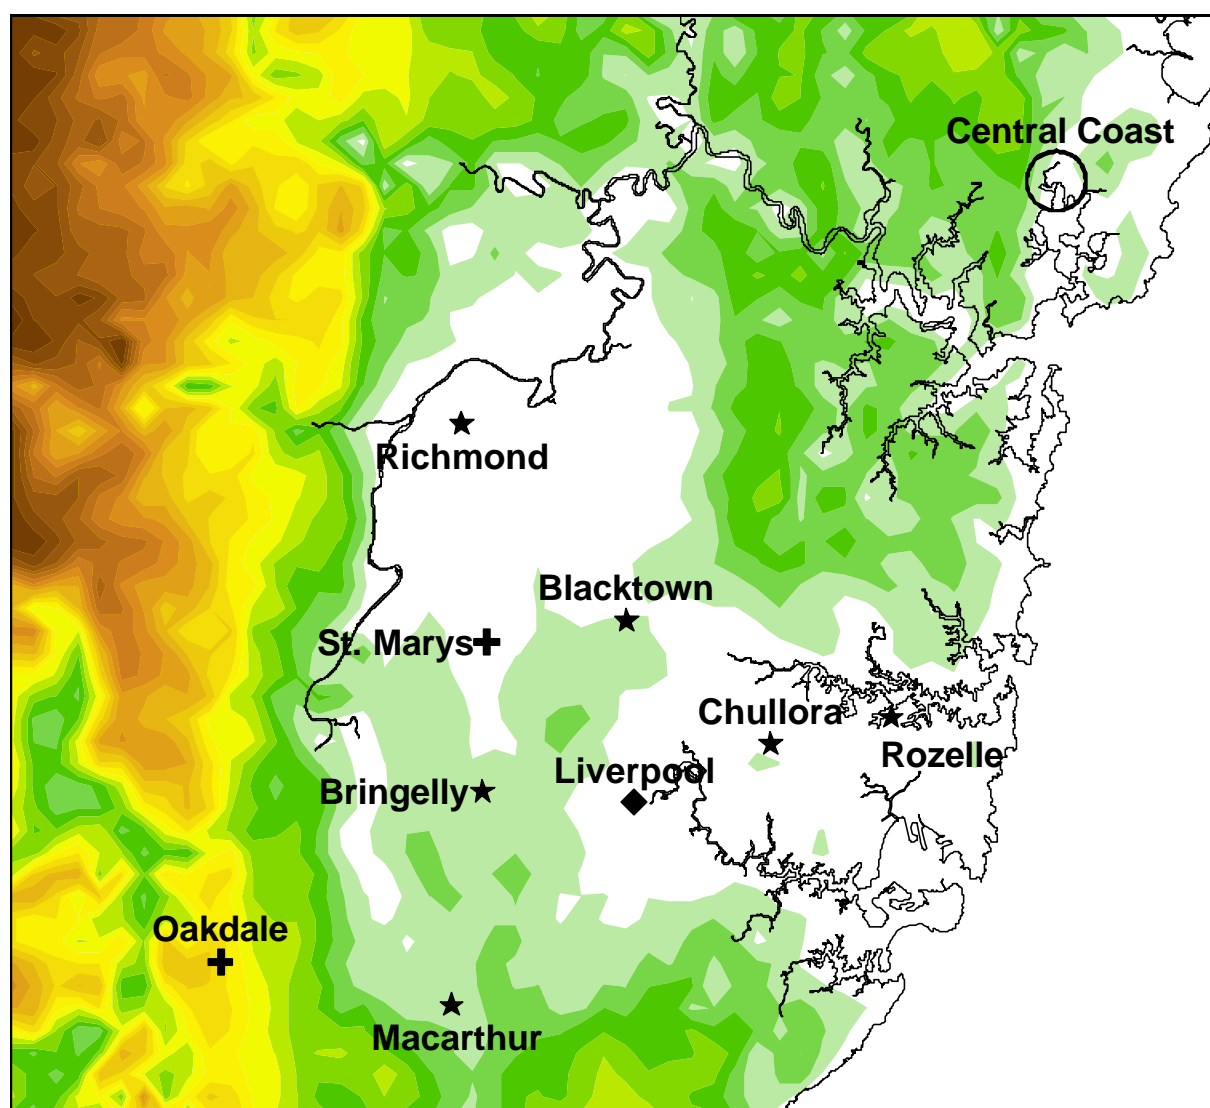 Central Coast
Richmond
Blacktown
St. Marys
Chullora
Rozelle
Liverpool
Bringelly
Oakdale
Macarthur